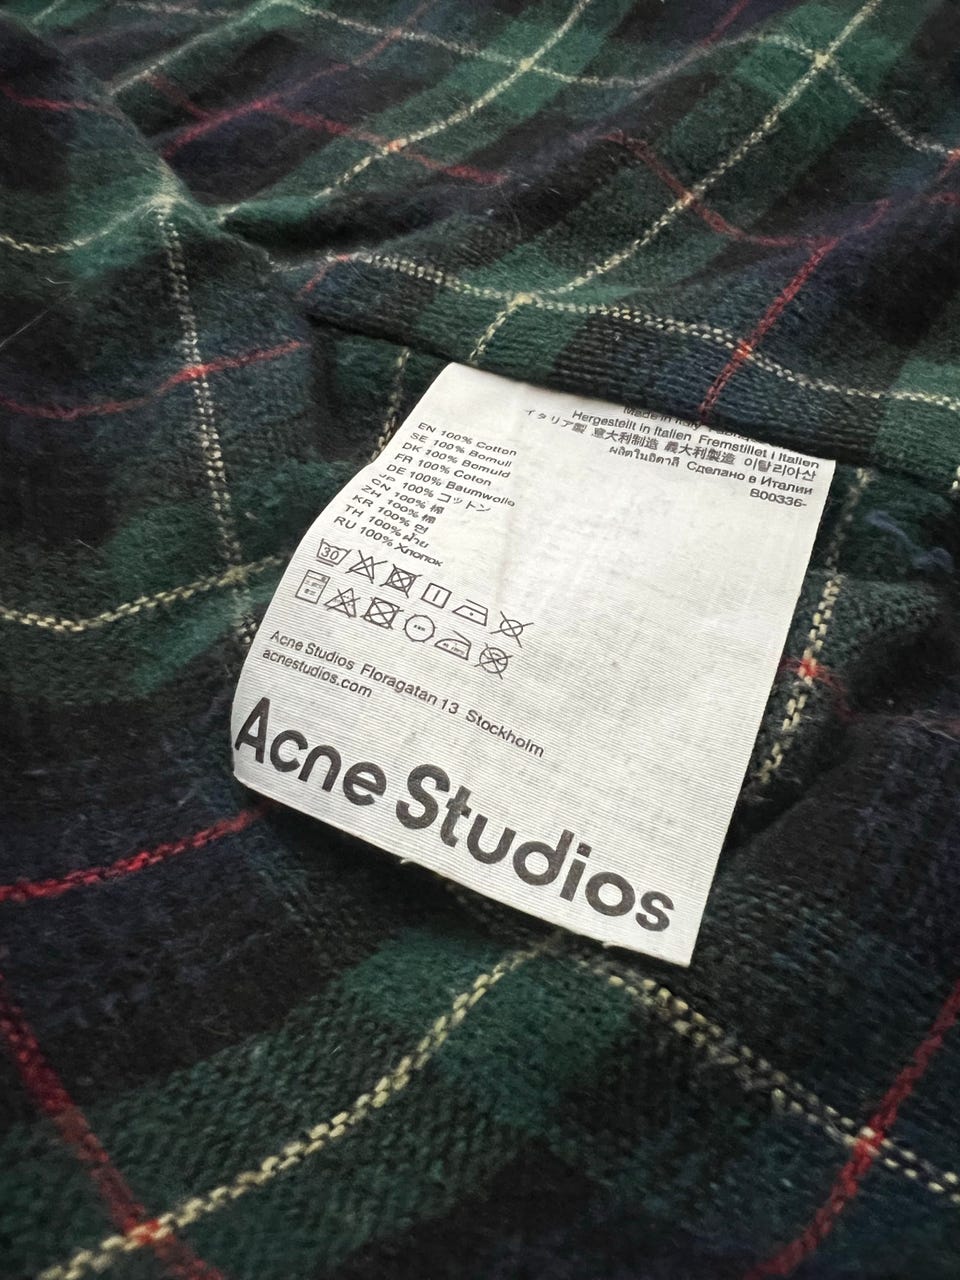 Made in Italy
Hergestellt in Italien Fremstillet i Italien
イタリア製 意大利制造 義大利製造 이탈리아산
ผลิตในอิตาลี Сделано в Италии
B00336-
EN 100% Cotton
SE 100% Bomull
DK 100% Bomuld
FR 100% Coton
DE 100% Baumwolle
CN 100% コットン
JP 100% 棉
ZH 100% 棉
KR 100% 면
TH 100% ฝ้าย
RU 100% Хлопок
30
Acne Studios Floragatan 13 Stockholm
acnestudios.com
Acne Studios